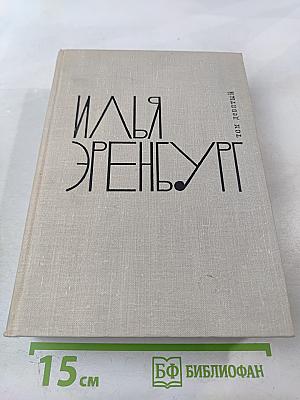 ИЛЬЯ
ЭРЕНБУРГ
том девятый
15 см
БФ БИБЛИОФАН